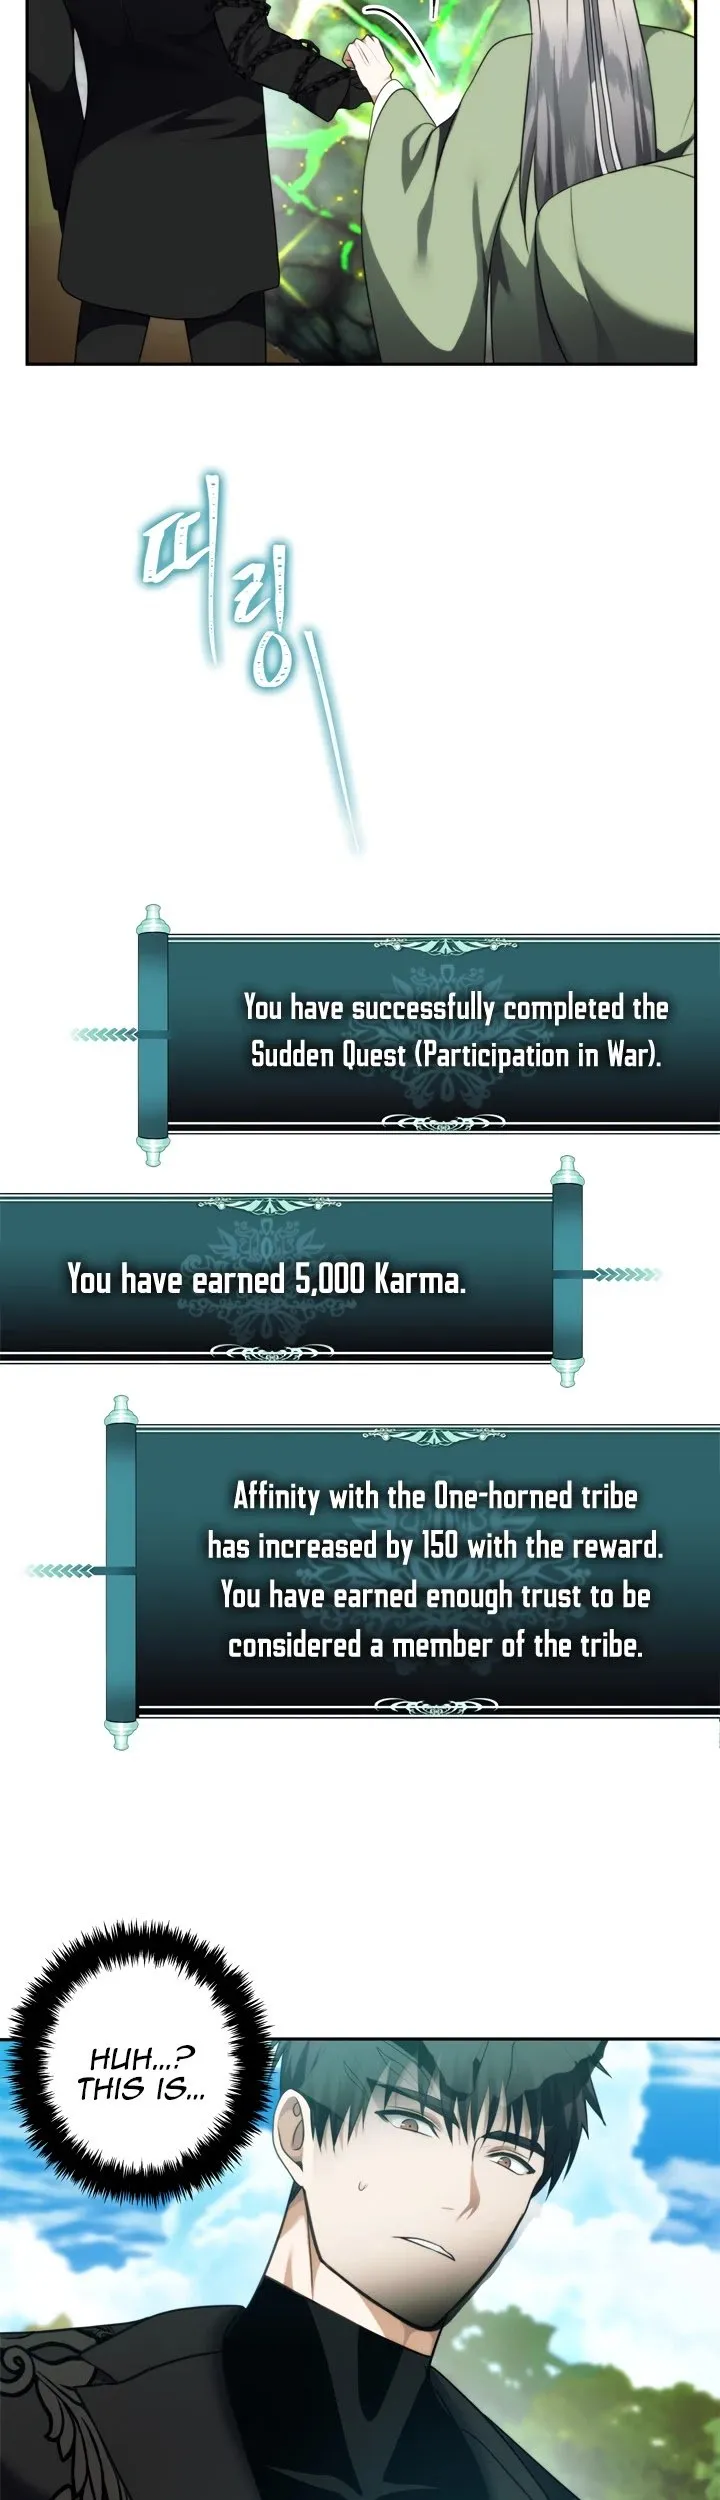 띠링
You have successfully completed the
Sudden Quest (Participation in War).
You have earned 5,000 Karma.
Affinity with the One-horned tribe
has increased by 150 with the reward.
You have earned enough trust to be
considered a member of the tribe.
HUH...?
THIS IS...